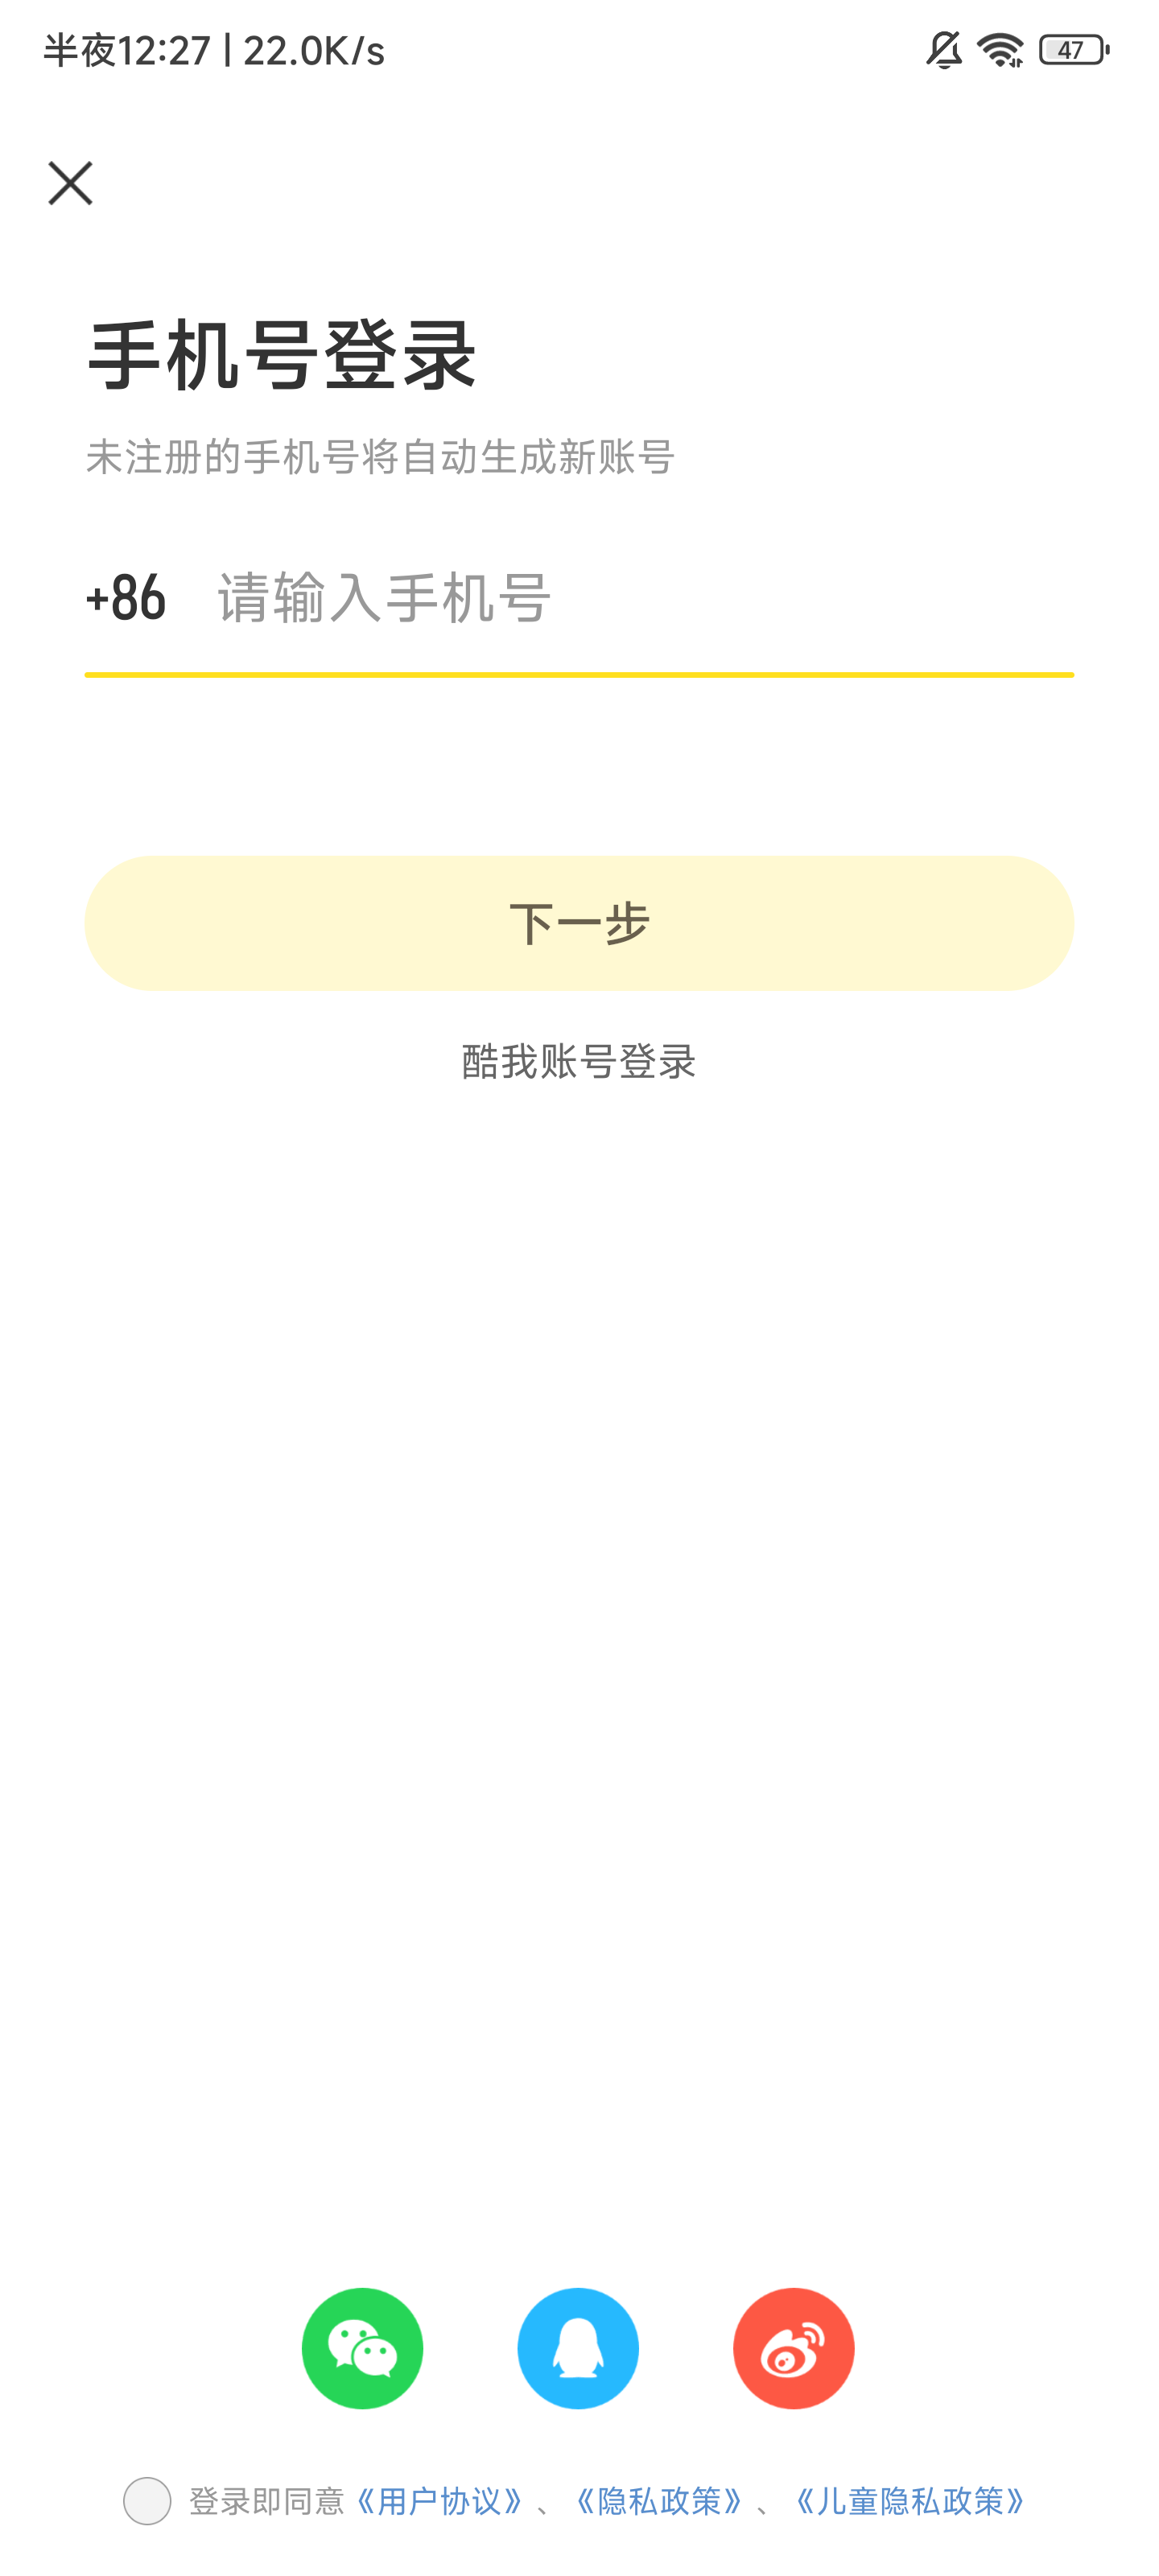 半夜12:27 | 22.0K/s
47
手机号登录
未注册的手机号将自动生成新账号
+86 请输入手机号
下一步
酷我账号登录
登录即同意《用户协议》、《隐私政策》、《儿童隐私政策》